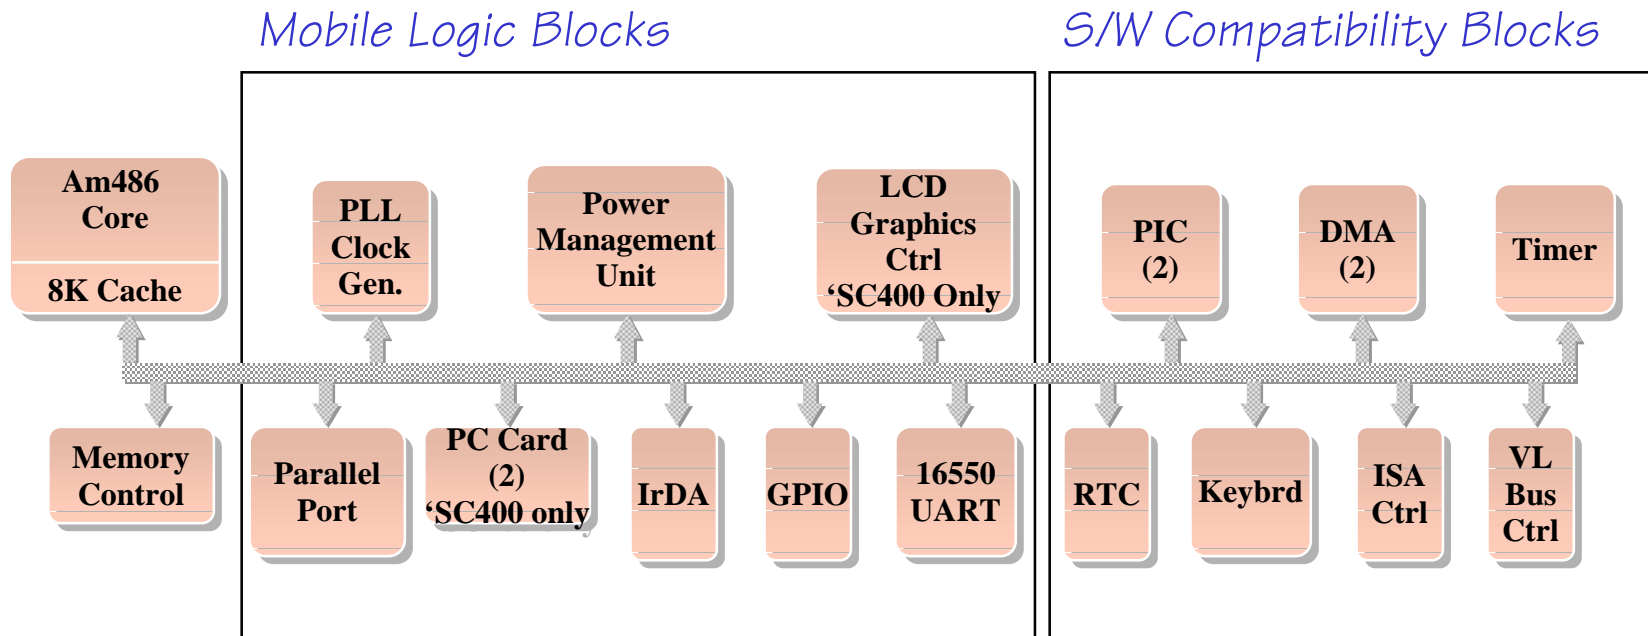 Mobile Logic Blocks
S/W Compatibility Blocks
Am486
Core
8K Cache
PLL
Clock
Gen.
Power
Management
Unit
LCD
Graphics
Ctrl
‘SC400 Only
PIC
(2)
DMA
(2)
Timer
Memory
Control
Parallel
Port
PC Card
(2)
‘SC400 only
IrDA
GPIO
16550
UART
RTC
Keybrd
ISA
Ctrl
VL
Bus
Ctrl